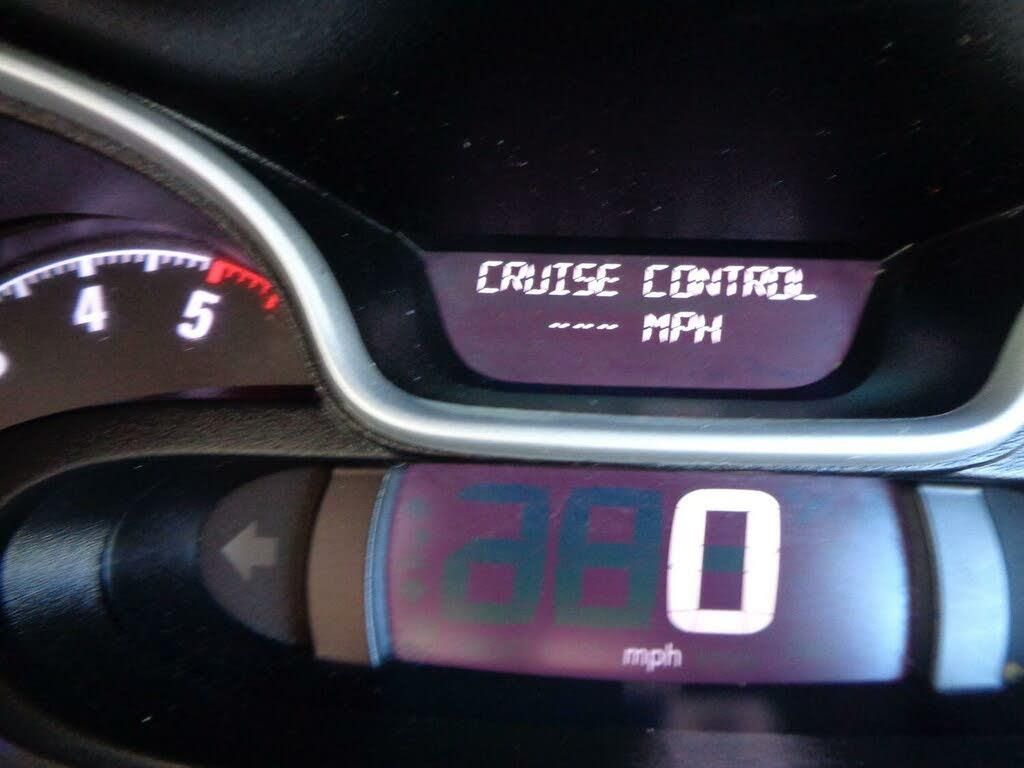 CRUISE CONTROL
--- MPH
4 5
0
mph